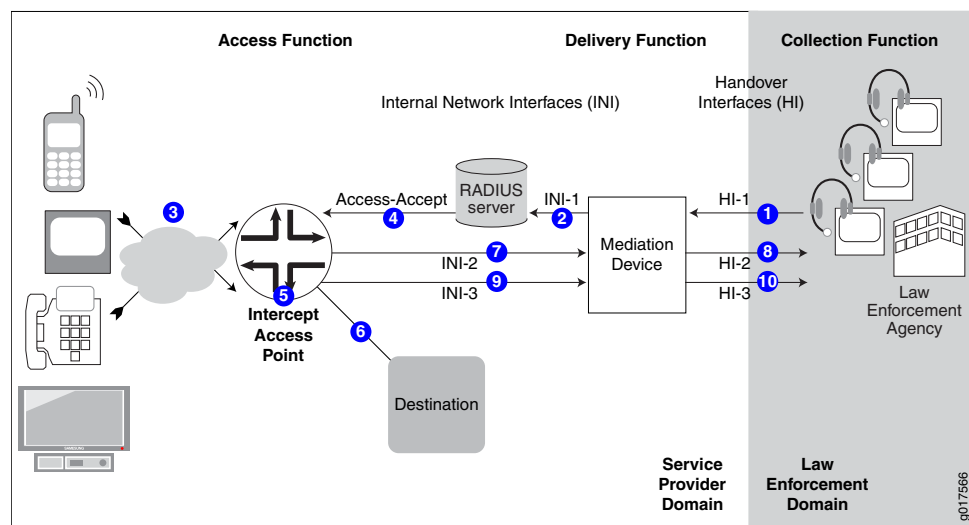 Access Function
Delivery Function
Collection Function
Internal Network Interfaces (INI)
Handover
Interfaces (HI)
3
Access-Accept
4
RADIUS
server
INI-1
2
HI-1
1
7
INI-2
Mediation
Device
8
HI-2
9
INI-3
10
HI-3
5
Intercept
Access
Point
6
Law
Enforcement
Agency
Destination
SAMSUNG
Service
Provider
Domain
Law
Enforcement
Domain
g017566